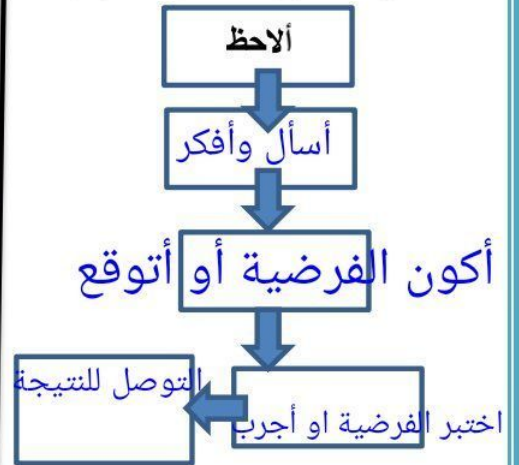 ألاحظ
أسأل وأفكر
أكون الفرضية أو أتوقع
اختبر الفرضية او أجرب
التوصل للنتيجة